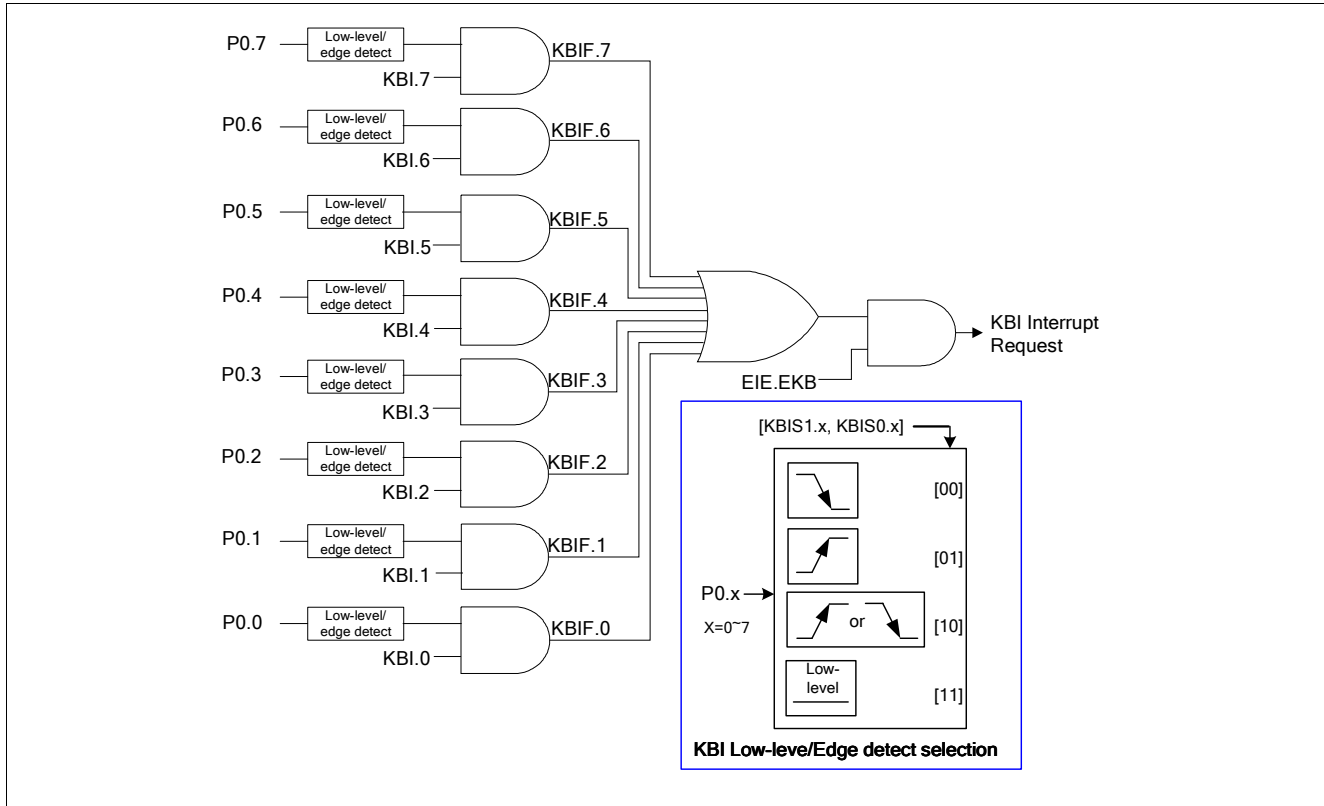 P0.7
Low-level/
edge detect
KBI.7
KBIF.7
P0.6
Low-level/
edge detect
KBI.6
KBIF.6
P0.5
Low-level/
edge detect
KBI.5
KBIF.5
P0.4
Low-level/
edge detect
KBI.4
KBIF.4
P0.3
Low-level/
edge detect
KBI.3
KBIF.3
P0.2
Low-level/
edge detect
KBI.2
KBIF.2
P0.1
Low-level/
edge detect
KBI.1
KBIF.1
P0.0
Low-level/
edge detect
KBI.0
KBIF.0
EIE.EKB
KBI Interrupt
Request
[KBIS1.x, KBIS0.x]
[00]
[01]
P0.x
X=0~7
or
[10]
Low-
level
[11]
KBI Low-leve/Edge detect selection